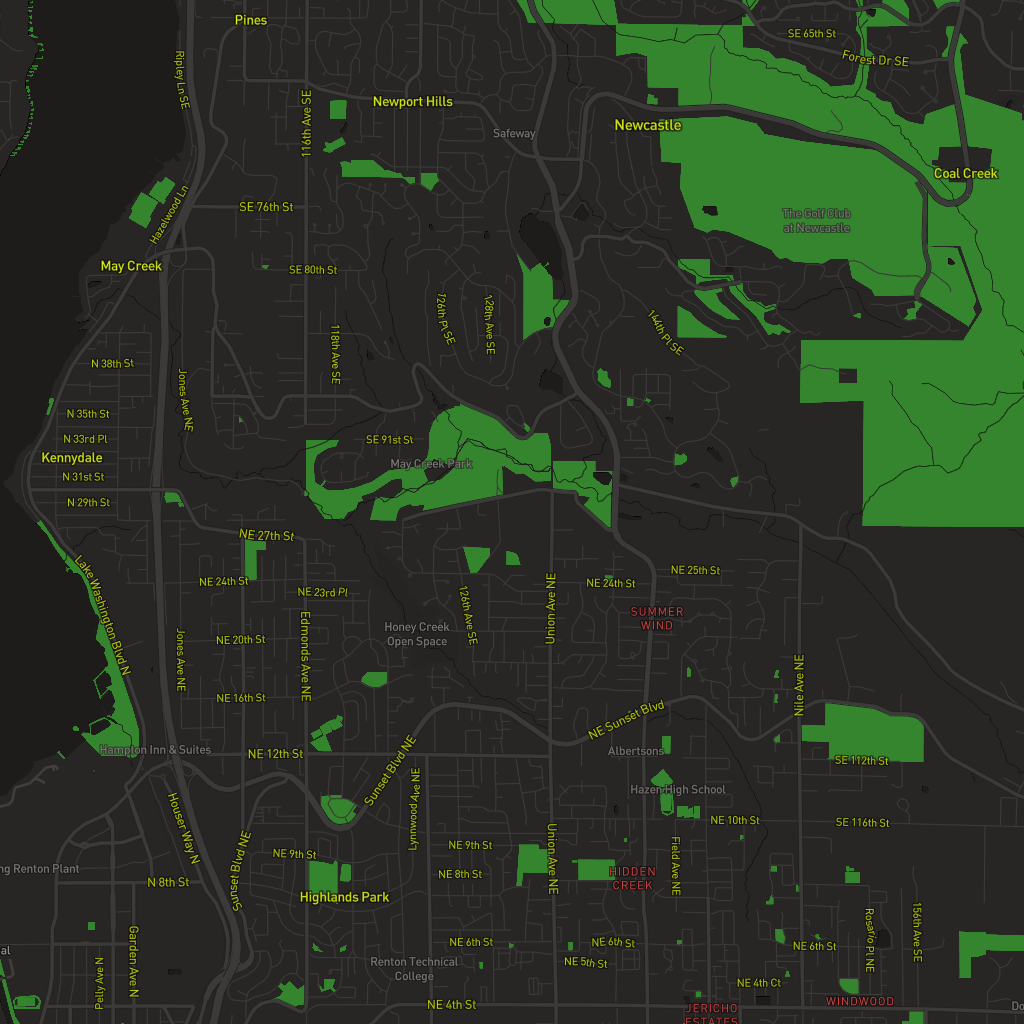 Pines
SE 65th St
Forest Dr SE
Ripley Ln SE
Newport Hills
116th Ave SE
Safeway
Newcastle
Coal Creek
Hazelwood Ln
SE 76th St
The Golf Club
at Newcastle
May Creek
SE 80th St
126th Pl SE
128th Ave SE
144th Pl SE
118th Ave SE
N 38th St
Jones Ave NE
N 35th St
N 33rd Pl
SE 91st St
Kennydale
May Creek Park
N 31st St
N 29th St
NE 27th St
Lake Washington Blvd N
NE 24th St
NE 23rd Pl
126th Ave SE
Union Ave NE
NE 24th St
NE 25th St
SUMMER
WIND
Honey Creek
Open Space
Jones Ave NE
NE 20th St
Edmonds Ave NE
Nile Ave NE
NE 16th St
NE Sunset Blvd
Hampton Inn & Suites
NE 12th St
Sunset Blvd NE
Albertsons
SE 112th St
Hazen High School
Lynnwood Ave NE
Houser Way N
NE 10th St
SE 116th St
Sunset Blvd NE
NE 9th St
NE 9th St
Union Ave NE
Field Ave NE
ng Renton Plant
N 8th St
NE 8th St
HIDDEN
CREEK
Highlands Park
Garden Ave N
Rosario Pl NE
156th Ave SE
al
NE 6th St
NE 6th St
NE 6th St
Pelly Ave N
Renton Technical
College
NE 5th St
NE 4th Ct
NE 4th St
WINDWOOD
JERICHO
ESTATES
Do